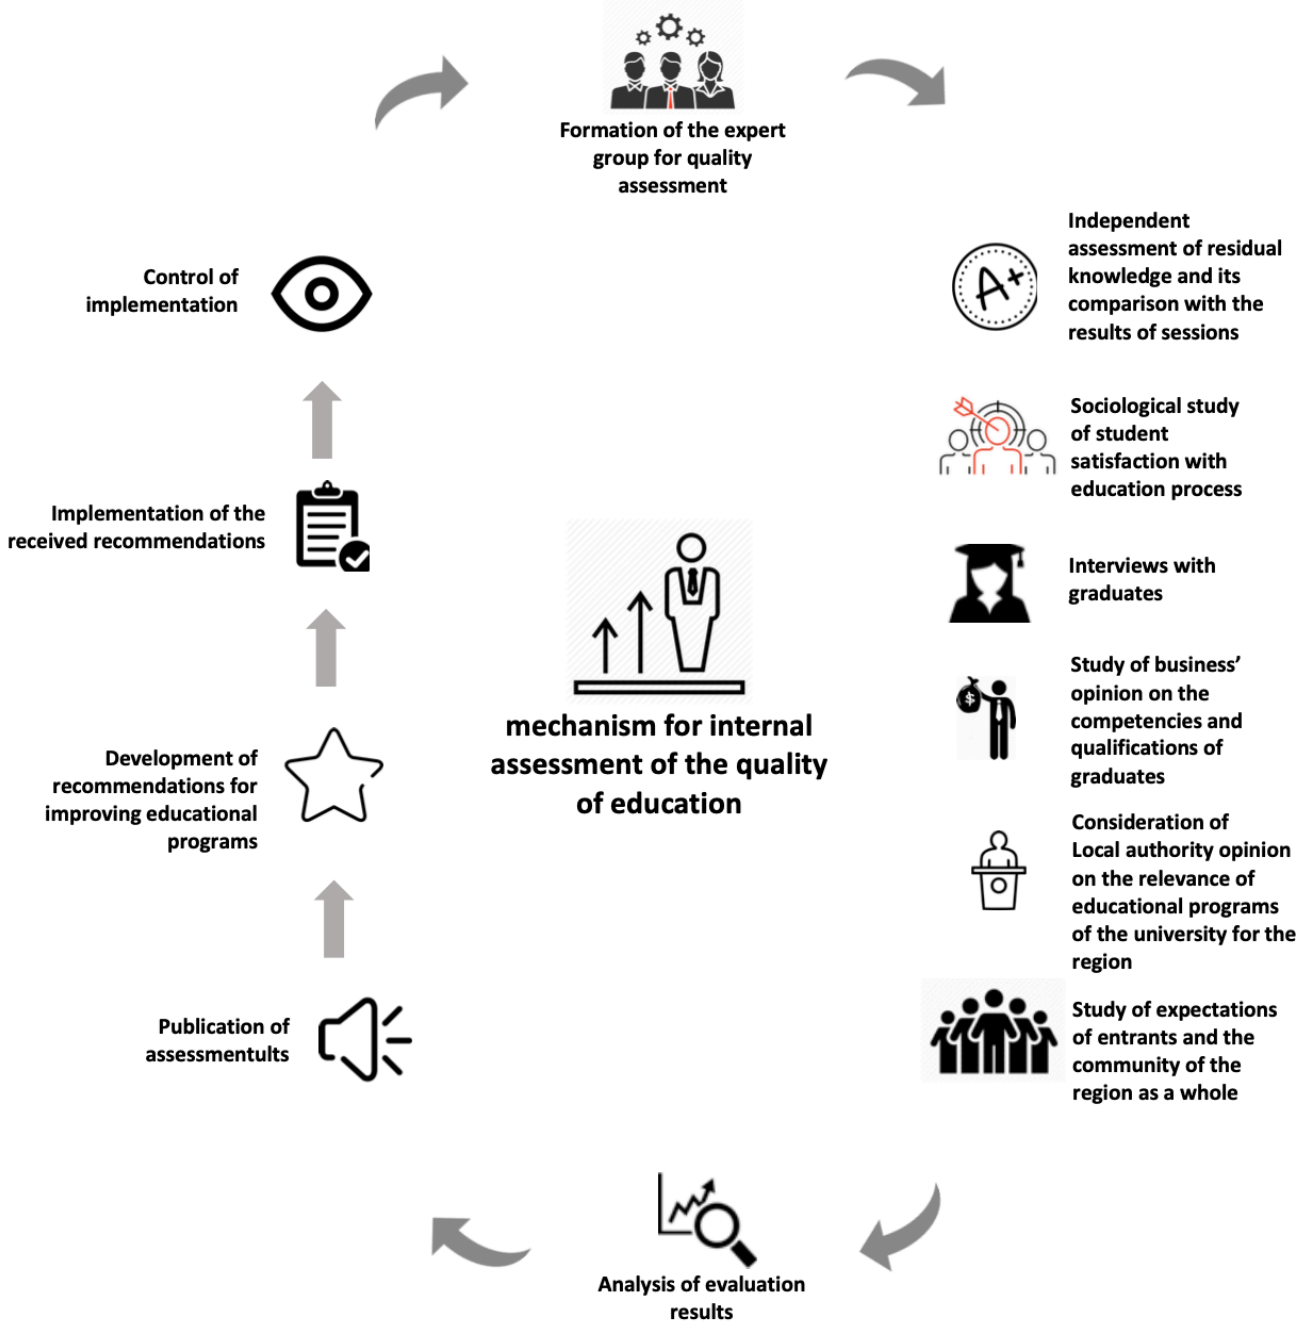 Formation of the expert
group for quality
assessment
Independent
assessment of residual
knowledge and its
comparison with the
results of sessions
A+
Sociological study
of student
satisfaction with
education process
Interviews with
graduates
Study of business’
opinion on the
competencies and
qualifications of
graduates
$
Consideration of
Local authority opinion
on the relevance of
educational programs
of the university for the
region
Study of expectations
of entrants and the
community of the
region as a whole
Analysis of evaluation
results
Publication of
assessmentults
Development of
recommendations for
improving educational
programs
Implementation of the
received recommendations
Control of
implementation
mechanism for internal
assessment of the quality
of education